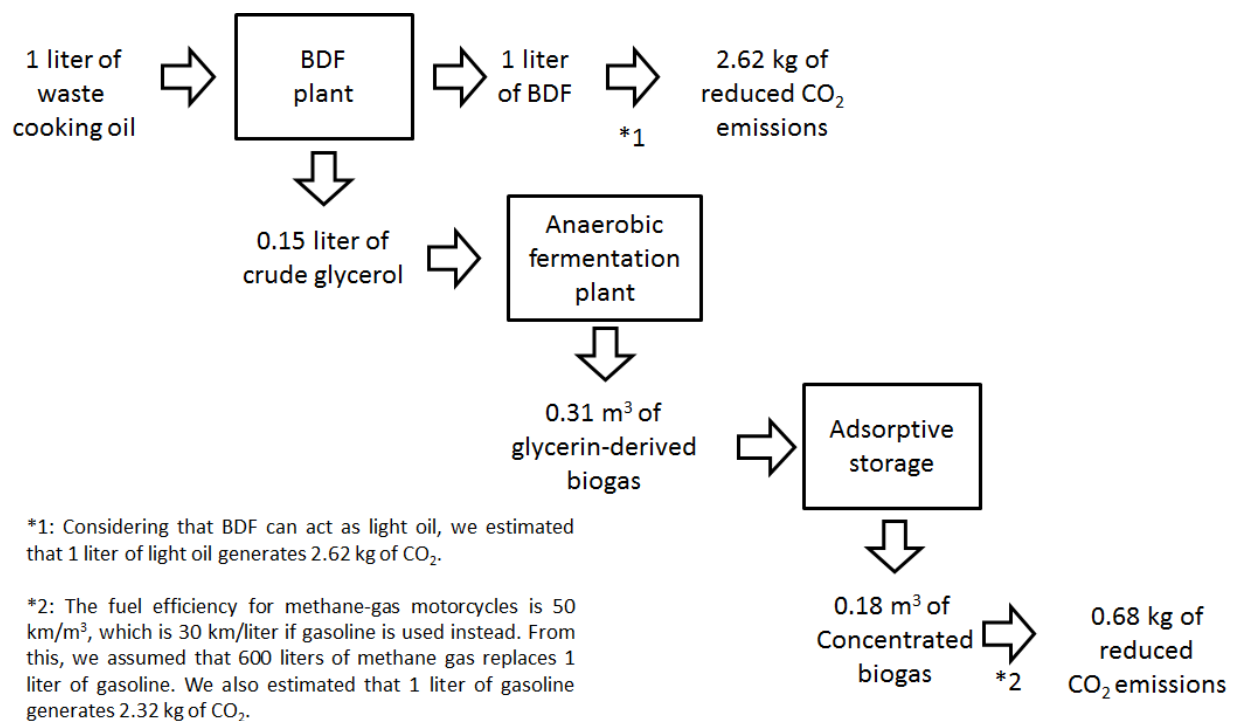 1 liter of
waste
cooking oil
BDF
plant
1 liter
of BDF
*1
2.62 kg of
reduced CO₂
emissions
0.15 liter of
crude glycerol
Anaerobic
fermentation
plant
0.31 m³ of
glycerin-derived
biogas
Adsorptive
storage
0.18 m³ of
Concentrated
biogas
*2
0.68 kg of
reduced
CO₂ emissions
*1: Considering that BDF can act as light oil, we estimated
that 1 liter of light oil generates 2.62 kg of CO₂.
*2: The fuel efficiency for methane-gas motorcycles is 50
km/m³, which is 30 km/liter if gasoline is used instead. From
this, we assumed that 600 liters of methane gas replaces 1
liter of gasoline. We also estimated that 1 liter of gasoline
generates 2.32 kg of CO₂.